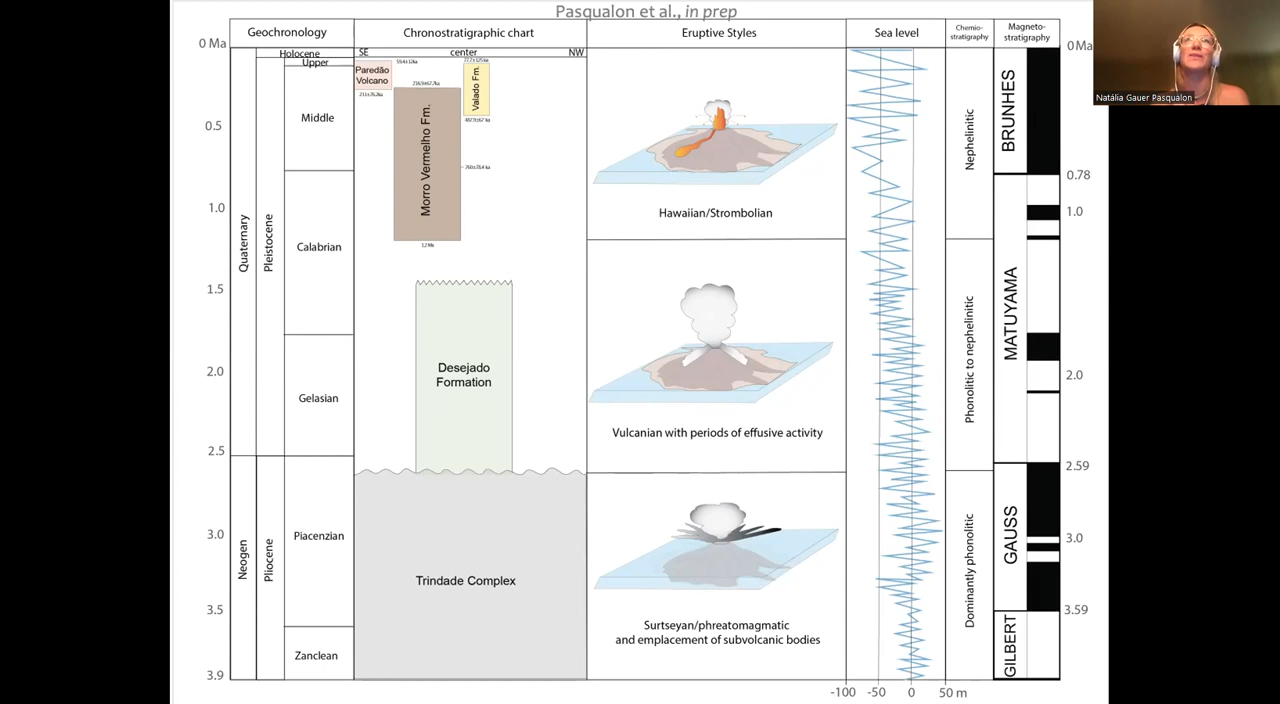 Pasqualon et al., in prep
Geochronology
Chronostratigraphic chart
Eruptive Styles
Sea level
Chemio-
stratigraphy
Magneto-
stratigraphy
0 Ma
Holocene
SE
center
NW
0 Ma
Upper
Middle
Calabrian
Gelasian
Piacenzian
Zanclean
Quaternary
Neogen
Pleistocene
Pliocene
0.5
1.0
1.5
2.0
2.5
3.0
3.5
3.9
Paredão
Volcano
Morro Vermelho Fm.
Valado Fm.
1.2 Ma
Desejado
Formation
Trindade Complex
Hawaiian/Strombolian
Vulcanian with periods of effusive activity
Surtseyan/phreatomagmatic
and emplacement of subvolcanic bodies
-100
-50
0
50 m
Nephelinitic
Phonolitic to nephelinitic
Dominantly phonolitic
BRUNHES
MATUYAMA
GAUSS
GILBERT
0.78
1.0
2.0
2.59
3.0
3.59
Natália Gauer Pasqualon